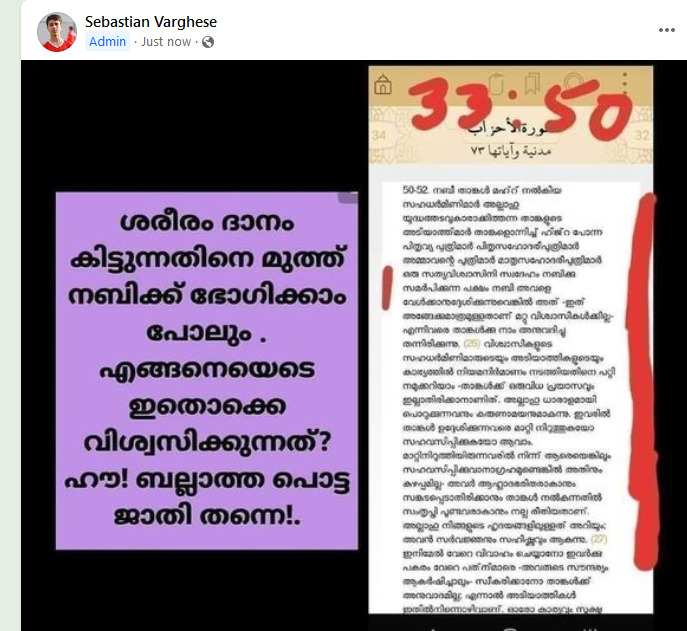 Sebastian Varghese
Admin · Just now ·
ശരീരം ദാനം
കിട്ടുന്നതിനെ മുത്ത്
നബിക്ക് ഭോഗിക്കാം
പോലും .
എങ്ങനെയെടെ
ഇതൊക്കെ
വിശ്വസിക്കുന്നത്?
ഹൗ! ബല്ലാത്ത പൊട്ട
ജാതി തന്നെ!.
33:50
34
سورة الأحزاب
32
مدنية وآياتها ٧٣
50-52. നബീ താങ്കൾ മഹ്റ് നൽകിയ
സഹധർമിണിമാർ അല്ലാഹു
യുദ്ധത്തടവുകാരാക്കിത്തന്ന താങ്കളുടെ
അടിയാത്തിമാർ താങ്കളൊന്നിച്ച് ഹിജ്റ പോന്ന
പിതൃവ്യ പുത്രിമാർ പിതൃസഹോദരീപുത്രിമാർ
അമ്മാവന്റെ പുത്രിമാർ മാതൃസഹോദരീപുത്രിമാർ
ഒരു സത്യവിശ്വാസിനി സ്വദേഹം നബിക്കു
സമർപ്പിക്കുന്ന പക്ഷം നബി അവളെ
വേൾക്കാനുദ്ദേശിക്കുന്നുവെങ്കിൽ അത് -ഇത്
അങ്ങേക്കുമാത്രമുള്ളതാണ് മറ്റു വിശ്വാസികൾക്കില്ല-
എന്നിവരെ താങ്കൾക്കു നാം അനുവദിച്ചു
തന്നിരിക്കുന്നു. (26) വിശ്വാസികളുടെ
സഹധർമിണിമാരുടെയും അടിയാത്തികളുടെയും
കാര്യത്തിൽ നിയമനിർമാണം നടത്തിയതിനെ പറ്റി
നമുക്കറിയാം -താങ്കൾക്ക് ഒരുവിധ പ്രയാസവും
ഇല്ലാതിരിക്കാനാണിത്. അല്ലാഹു ധാരാളമായി
പൊറുക്കുന്നവനും കരുണാമയനുമാകുന്നു. ഇവരിൽ
താങ്കൾ ഉദ്ദേശിക്കുന്നവരെ മാറ്റി നിറുത്തുകയോ
സഹവസിപ്പിക്കുകയോ ആവാം.
മാറ്റിനിറുത്തിയിരുന്നവരിൽ നിന്ന് ആരെയെങ്കിലും
സഹവസിപ്പിക്കുവാനാഗ്രഹമുണ്ടെങ്കിൽ അതിനും
കുഴപ്പമില്ല- അവർ ആഹ്ലാദഭരിതരാകാനും
സങ്കടപ്പെടാതിരിക്കാനും താങ്കൾ നൽകുന്നതിൽ
സംതൃപ്തി പൂണ്ടവരാകാനും നല്ല രീതിയതാണ്.
അല്ലാഹു നിങ്ങളുടെ ഹൃദയങ്ങളിലുള്ളത് അറിയും;
അവൻ സർവജ്ഞനും സഹിഷ്ണുവും ആകുന്നു. (27)
ഇനിമേൽ വേറെ വിവാഹം ചെയ്യാനോ ഇവർക്കു
പകരം വേറെ പത്നിമാരെ -അവരുടെ സൗന്ദര്യം
ആകർഷിച്ചാലും- സ്വീകരിക്കാനോ താങ്കൾക്ക്
അനുവാദമില്ല; എന്നാൽ അടിയാത്തികൾ
ഇതിൽനിന്നൊഴിവാണ്. ഓരോ കാര്യവും സൂക്ഷ്മ